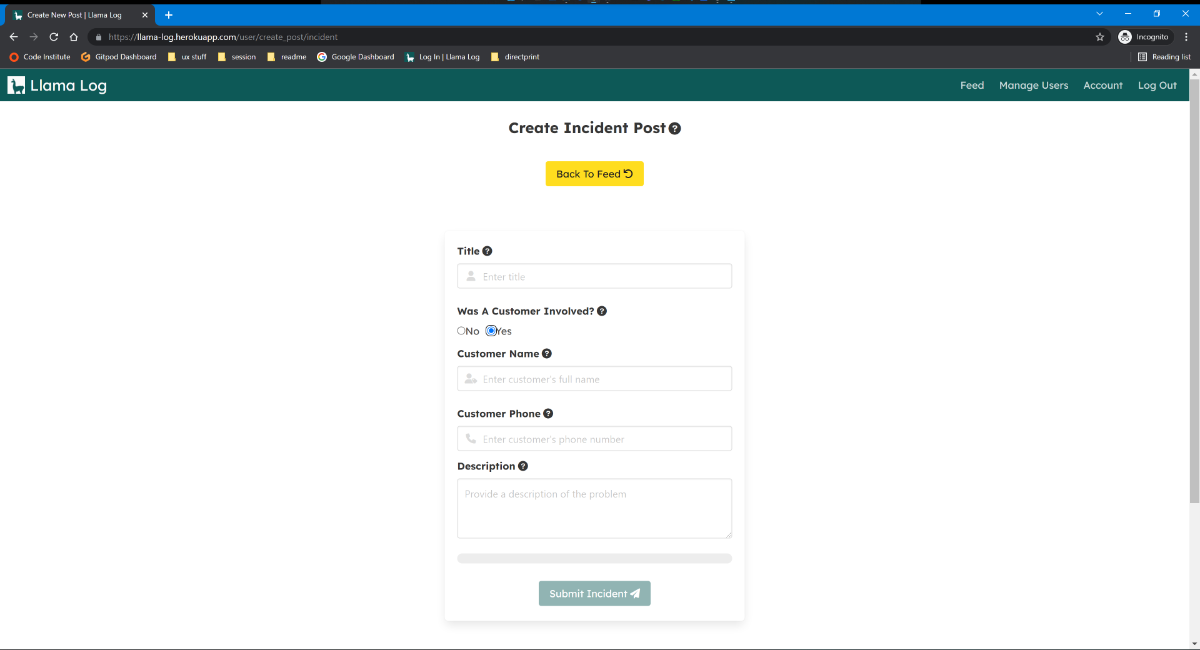 Create New Post | Llama Log
https://llama-log.herokuapp.com/user/create_post/incident
Incognito
Code Institute Gitpod Dashboard ux stuff session readme Google Dashboard Log In | Llama Log directprint Reading list
Llama Log Feed Manage Users Account Log Out
Create Incident Post
Back To Feed
Title
Enter title
Was A Customer Involved?
No Yes
Customer Name
Enter customer's full name
Customer Phone
Enter customer's phone number
Description
Provide a description of the problem
Submit Incident